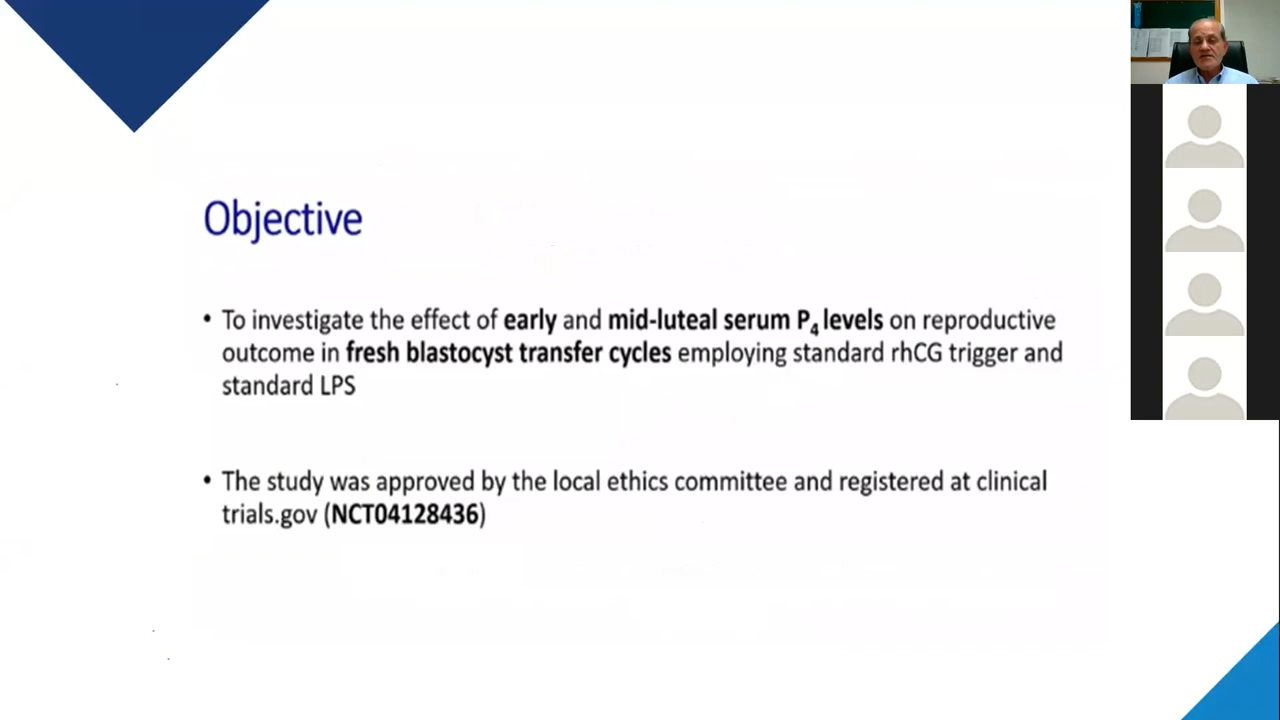 Objective
• To investigate the effect of early and mid-luteal serum P₄ levels on reproductive
outcome in fresh blastocyst transfer cycles employing standard rhCG trigger and
standard LPS
• The study was approved by the local ethics committee and registered at clinical
trials.gov (NCT04128436)